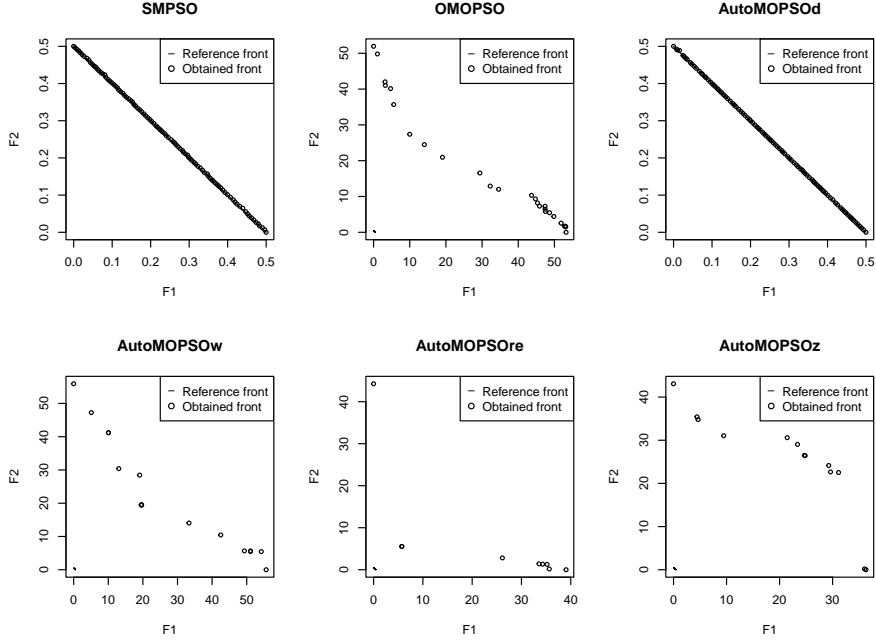 SMPSO
Reference front
Obtained front
F2
0.0 0.1 0.2 0.3 0.4 0.5
0.0 0.1 0.2 0.3 0.4 0.5
F1
OMOPSO
Reference front
Obtained front
F2
0 10 20 30 40 50
0 10 20 30 40 50
F1
AutoMOPSOd
Reference front
Obtained front
F2
0.0 0.1 0.2 0.3 0.4 0.5
0.0 0.1 0.2 0.3 0.4 0.5
F1
AutoMOPSOw
Reference front
Obtained front
F2
0 10 20 30 40 50
0 10 20 30 40 50
F1
AutoMOPSOre
Reference front
Obtained front
F2
0 10 20 30 40
0 10 20 30 40
F1
AutoMOPSOz
Reference front
Obtained front
F2
0 10 20 30 40
0 10 20 30
F1